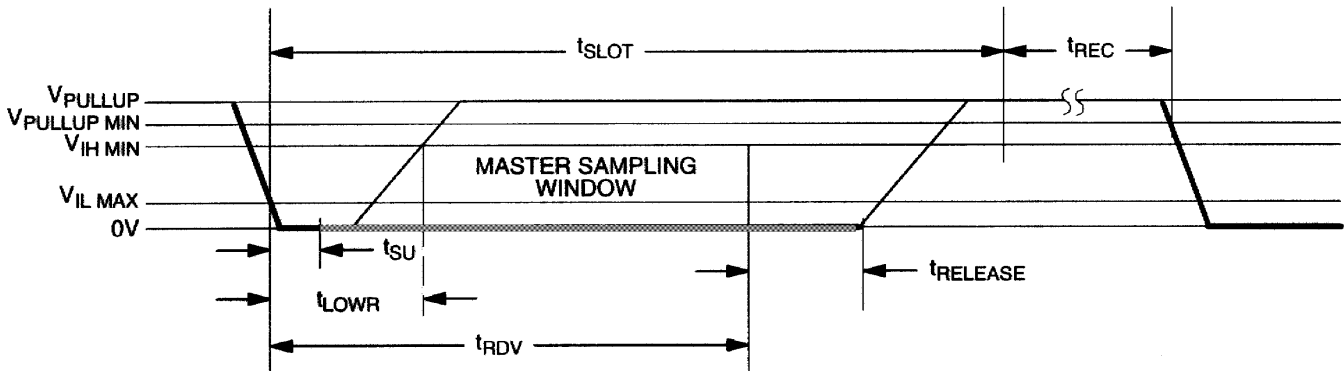 tSLOT
tREC
VPULLUP
VPULLUP MIN
VIH MIN
MASTER SAMPLING
WINDOW
VIL MAX
0V
tSU
tRELEASE
tLOWR
tRDV